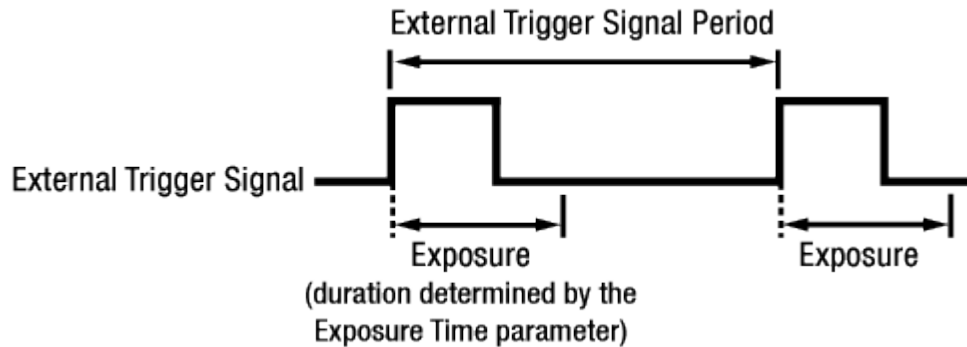 External Trigger Signal Period
External Trigger Signal
Exposure
(duration determined by the
Exposure Time parameter)
Exposure